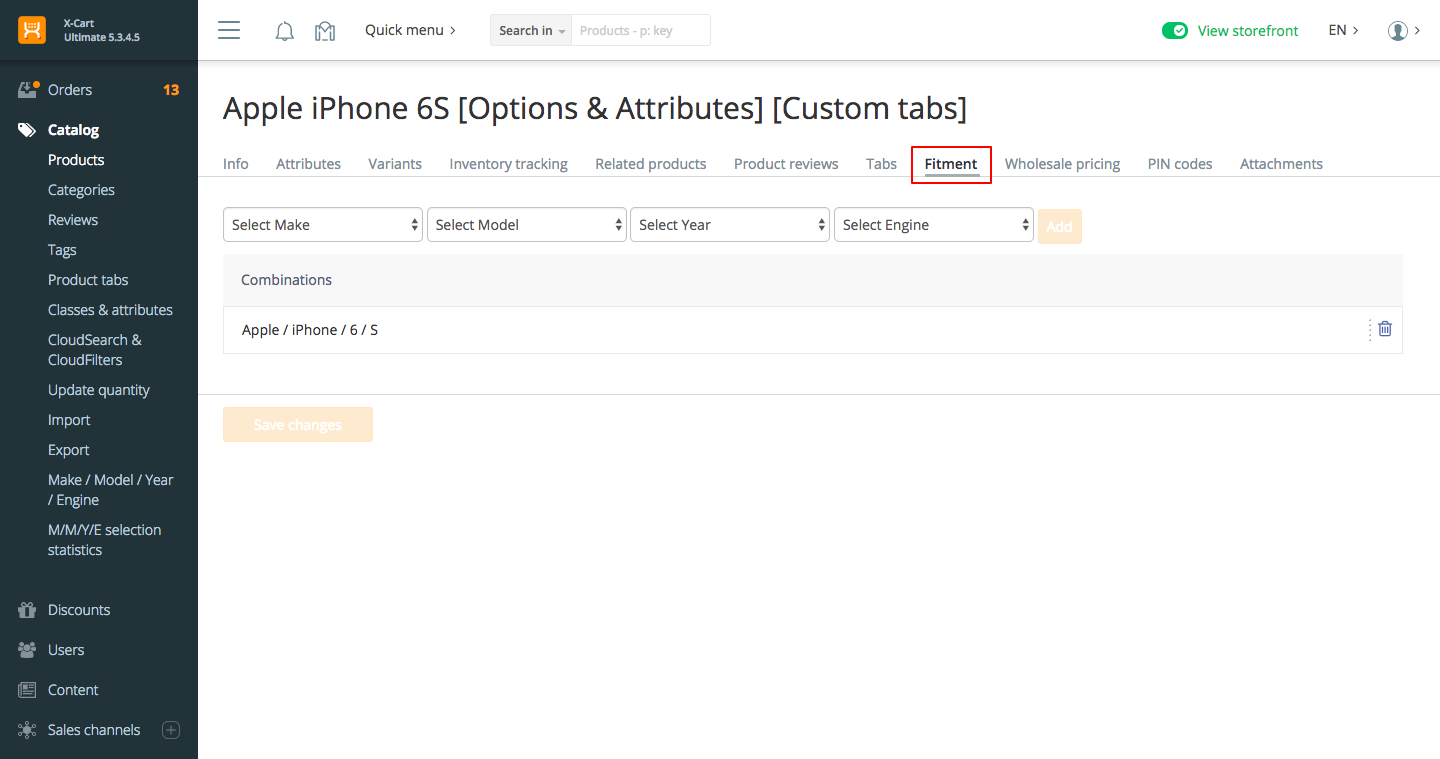 X-Cart
Ultimate 5.3.4.5
Quick menu
Search in
Products - p: key
View storefront
EN
Orders 13
Catalog
Products
Categories
Reviews
Tags
Product tabs
Classes & attributes
CloudSearch &
CloudFilters
Update quantity
Import
Export
Make / Model / Year
/ Engine
M/M/Y/E selection
statistics
Discounts
Users
Content
Sales channels
Apple iPhone 6S [Options & Attributes] [Custom tabs]
Info Attributes Variants Inventory tracking Related products Product reviews Tabs Fitment Wholesale pricing PIN codes Attachments
Select Make Select Model Select Year Select Engine Add
Combinations
Apple / iPhone / 6 / S
Save changes